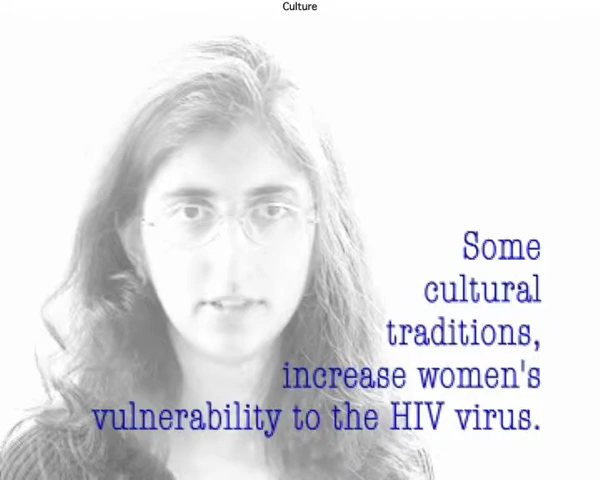 Culture
Some
cultural
traditions,
increase women's
vulnerability to the HIV virus.